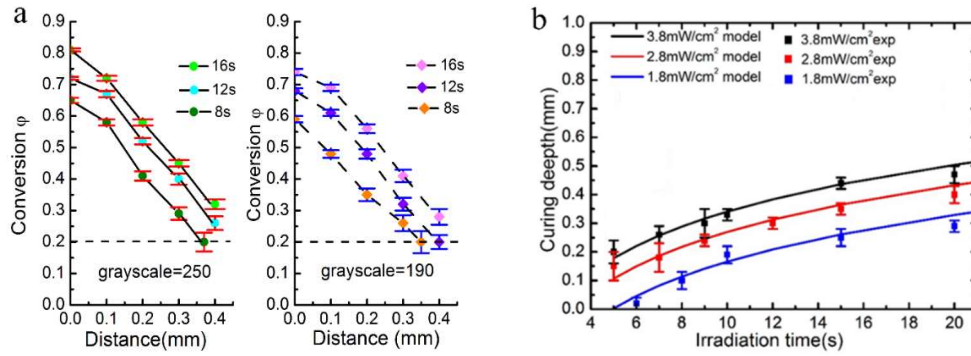 a
0.9
0.8
0.7
0.6
0.5
0.4
0.3
0.2
0.1
0.0
Conversion φ
16s
12s
8s
grayscale=250
0.0 0.1 0.2 0.3 0.4 0.5
Distance(mm)
0.9
0.8
0.7
0.6
0.5
0.4
0.3
0.2
0.1
0.0
Conversion φ
16s
12s
8s
grayscale=190
0.0 0.1 0.2 0.3 0.4 0.5
Distance (mm)
b
1.0
0.9
0.8
0.7
0.6
0.5
0.4
0.3
0.2
0.1
0.0
Curing deepth(mm)
3.8mW/cm² model
2.8mW/cm² model
1.8mW/cm² model
3.8mW/cm²exp
2.8mW/cm²exp
1.8mW/cm²exp
4 6 8 10 12 14 16 18 20
Irradiation time(s)